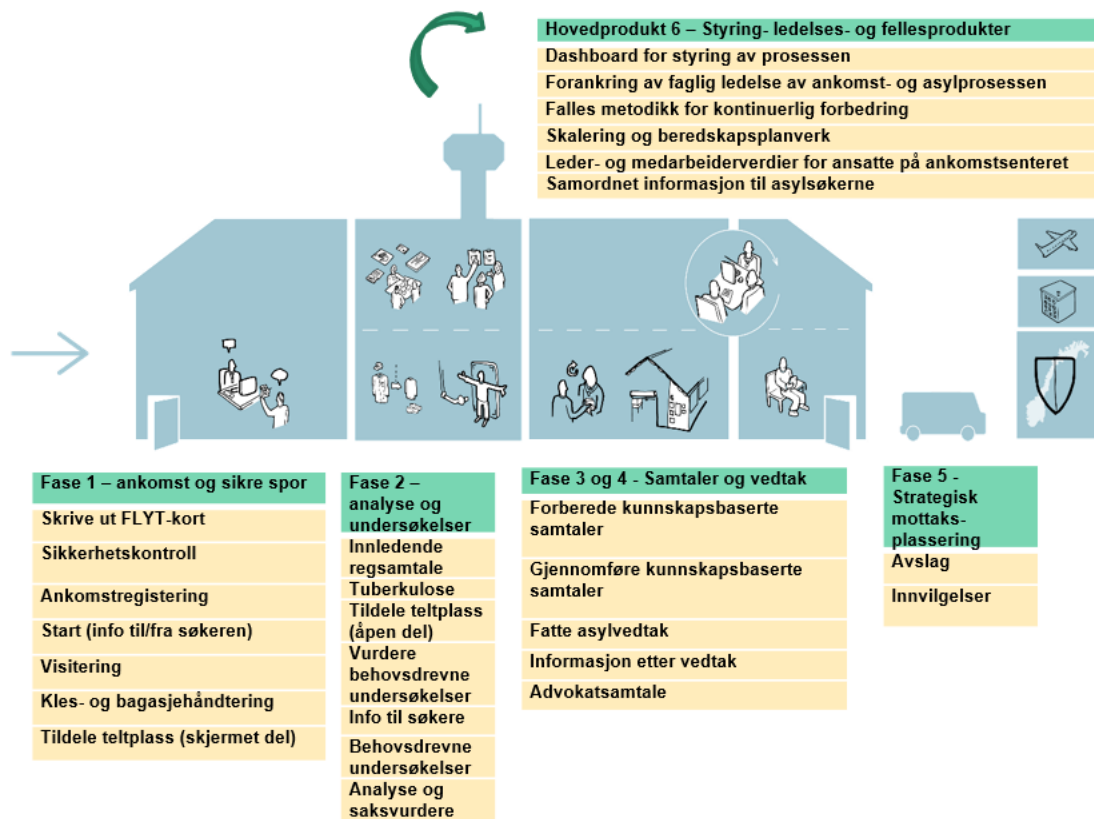 Hovedprodukt 6 – Styring- ledelses- og fellesprodukter
Dashboard for styring av prosessen
Forankring av faglig ledelse av ankomst- og asylprosessen
Falles metodikk for kontinuerlig forbedring
Skalering og beredskapsplanverk
Leder- og medarbeiderverdier for ansatte på ankomstsenteret
Samordnet informasjon til asylsøkerne
Fase 1 – ankomst og sikre spor
Skrive ut FLYT-kort
Sikkerhetskontroll
Ankomstregistering
Start (info til/fra søkeren)
Visitering
Kles- og bagasjehåndtering
Tildele teltplass (skjermet del)
Fase 2 –
analyse og
undersøkelser
Innledende
regsamtale
Tuberkulose
Tildele teltplass
(åpen del)
Vurdere
behovsdrevne
undersøkelser
Info til søkere
Behovsdrevne
undersøkelser
Analyse og
saksvurdere
Fase 3 og 4 - Samtaler og vedtak
Forberede kunnskapsbaserte
samtaler
Gjennomføre kunnskapsbaserte
samtaler
Fatte asylvedtak
Informasjon etter vedtak
Advokatsamtale
Fase 5 -
Strategisk
mottaks-
plassering
Avslag
Innvilgelser